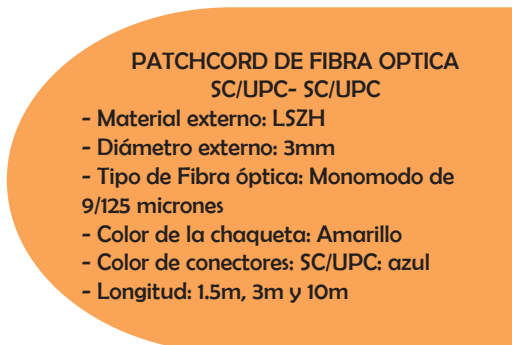 PATCHCORD DE FIBRA OPTICA
SC/UPC- SC/UPC
- Material externo: LSZH
- Diámetro externo: 3mm
- Tipo de Fibra óptica: Monomodo de
9/125 micrones
- Color de la chaqueta: Amarillo
- Color de conectores: SC/UPC: azul
- Longitud: 1.5m, 3m y 10m